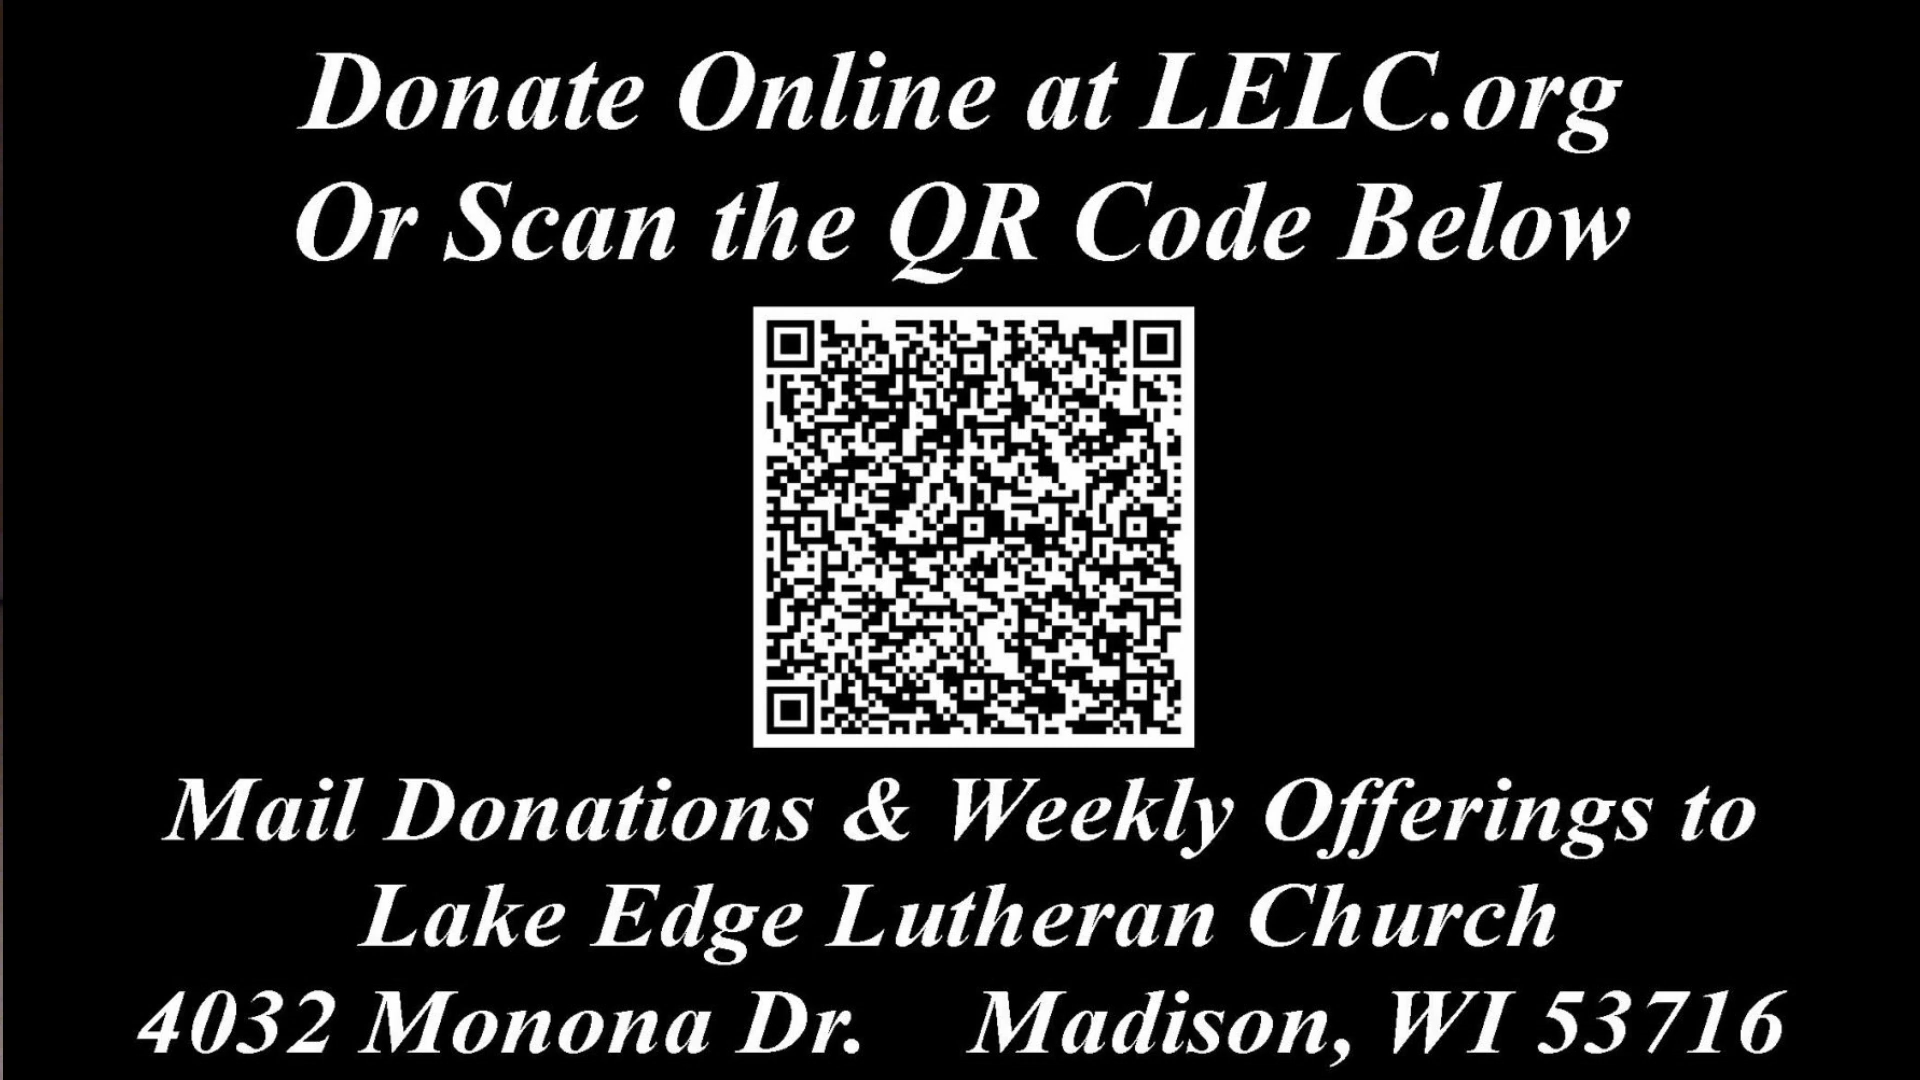 Donate Online at LELC.org
Or Scan the QR Code Below
Mail Donations & Weekly Offerings to
Lake Edge Lutheran Church
4032 Monona Dr. Madison, WI 53716